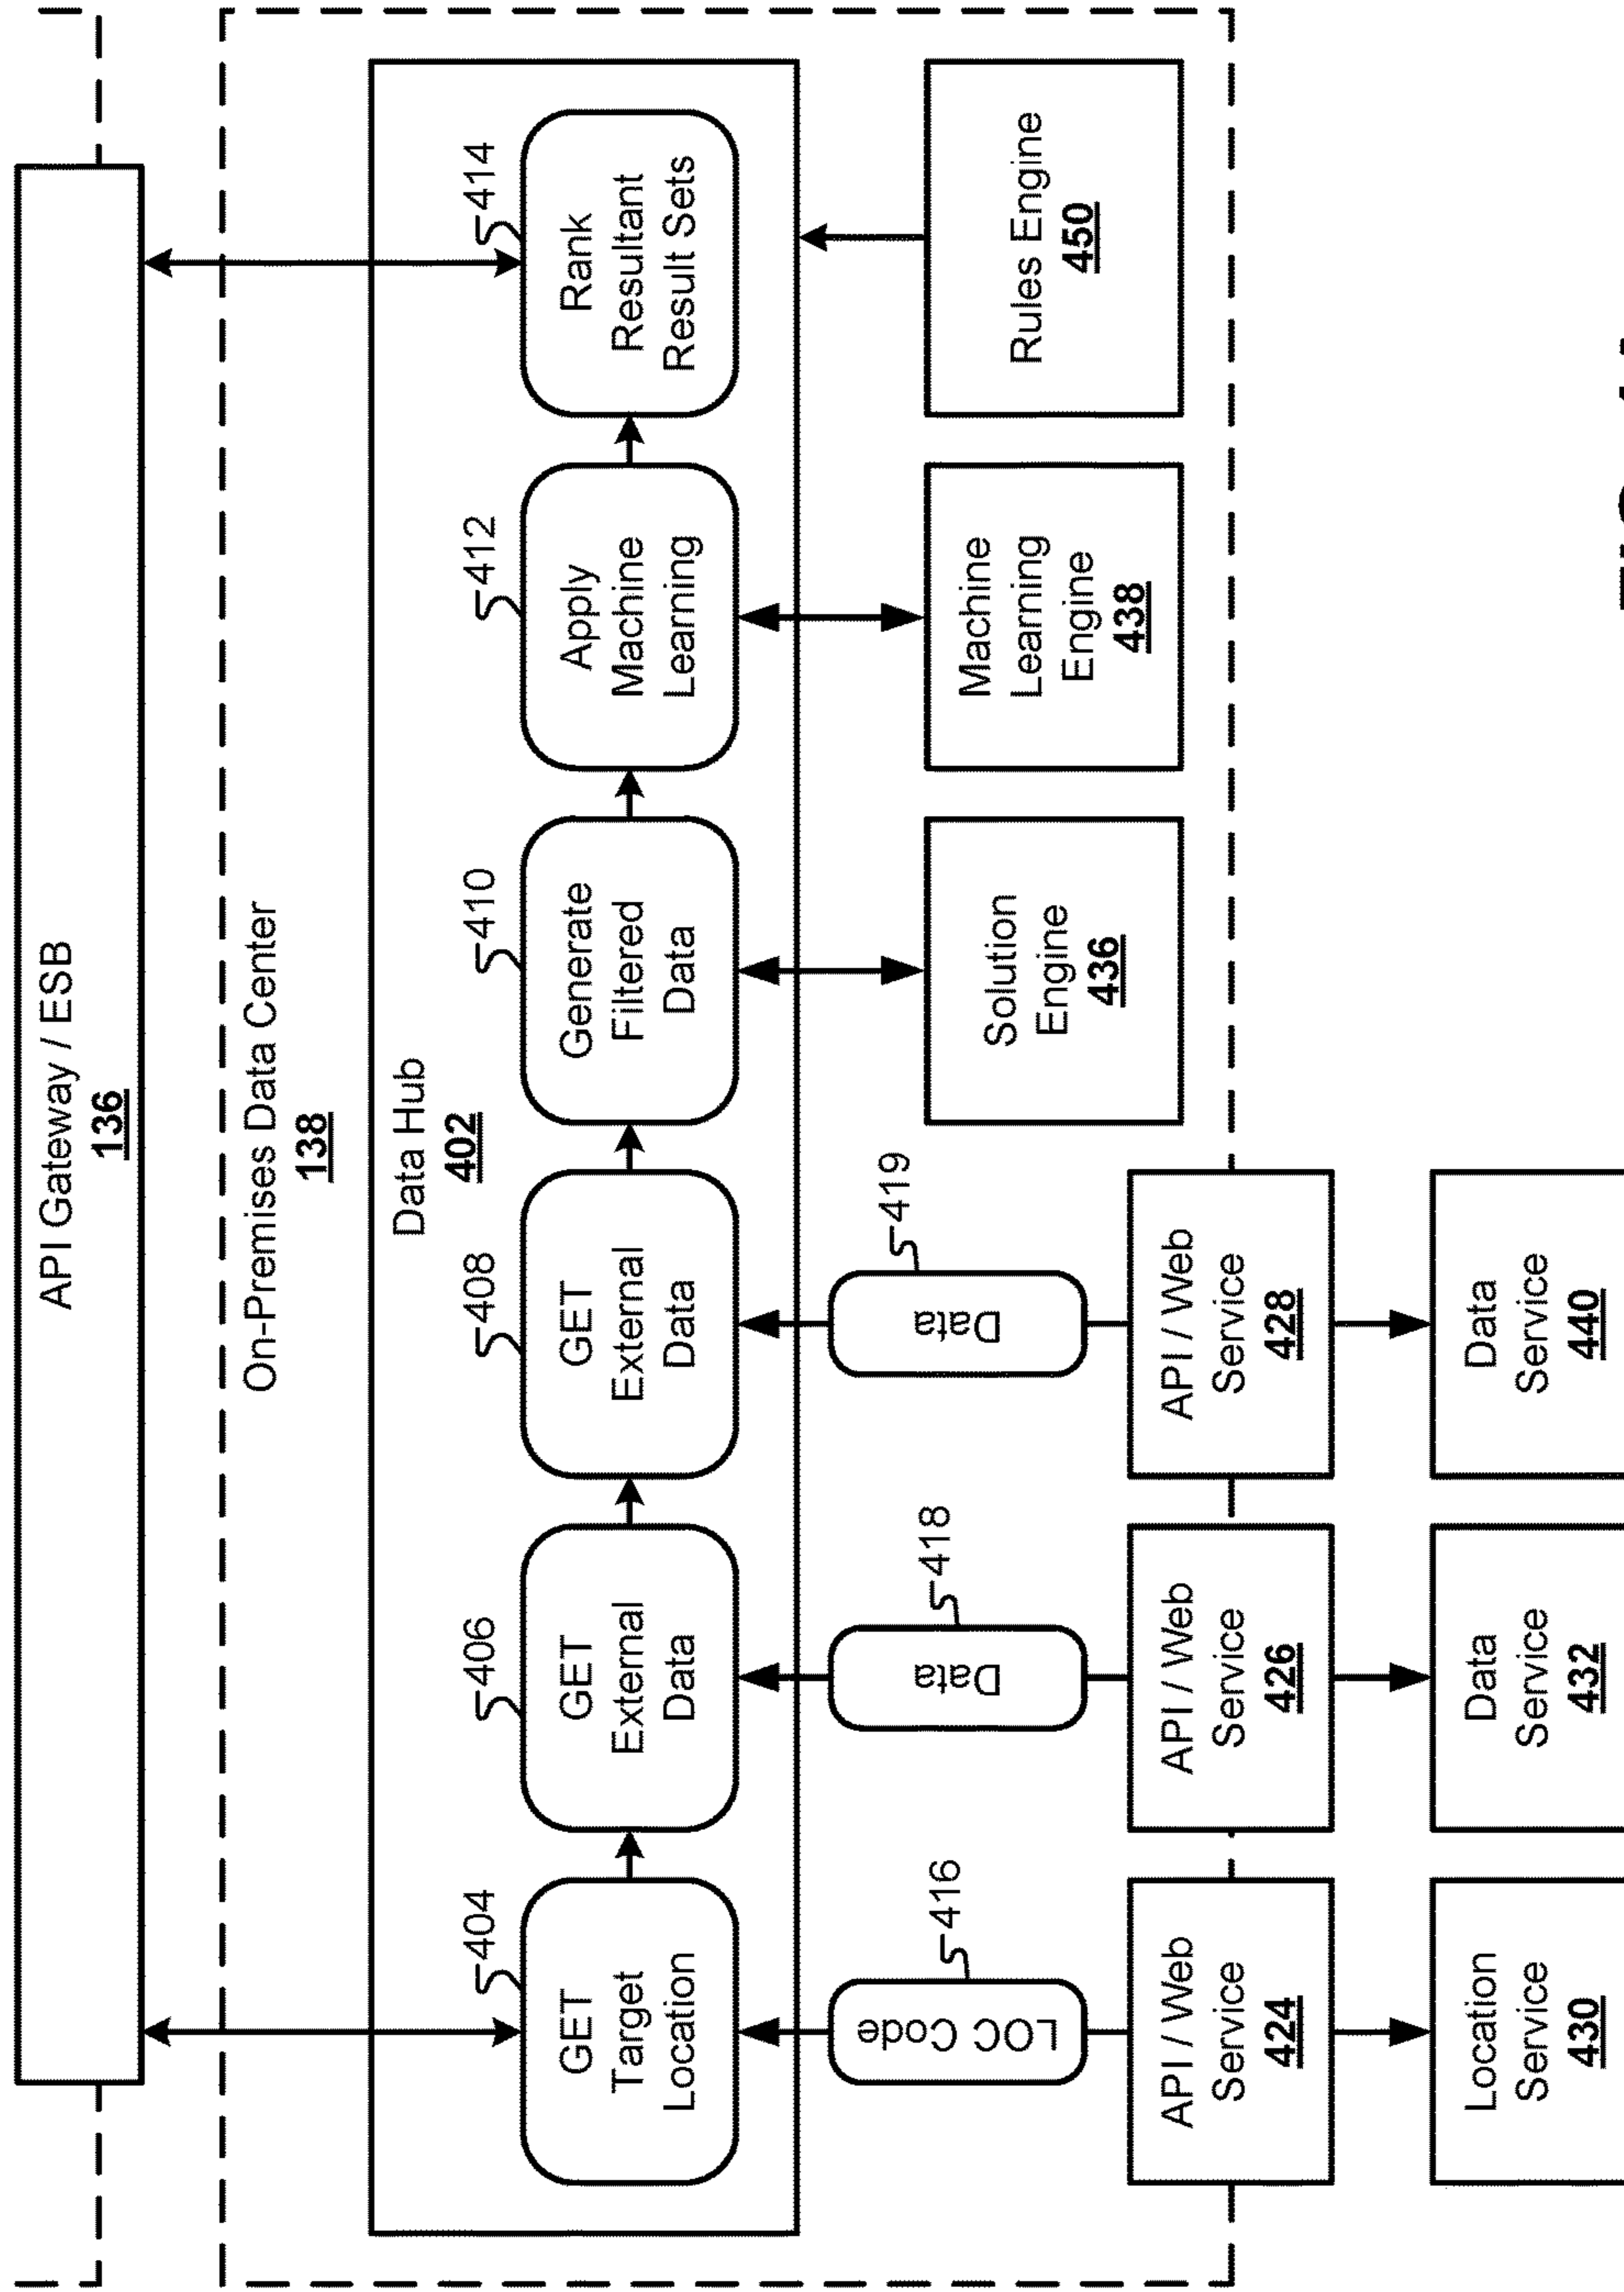 API Gateway / ESB
136
On-Premises Data Center
138
Data Hub
402
404
GET
Target
Location
406
GET
External
Data
408
GET
External
Data
410
Generate
Filtered
Data
412
Apply
Machine
Learning
414
Rank
Resultant
Result Sets
LOC Code
416
Data
418
Data
419
Solution
Engine
436
Machine
Learning
Engine
438
Rules Engine
450
API / Web
Service
424
API / Web
Service
426
API / Web
Service
428
Location
Service
430
Data
Service
432
Data
Service
440